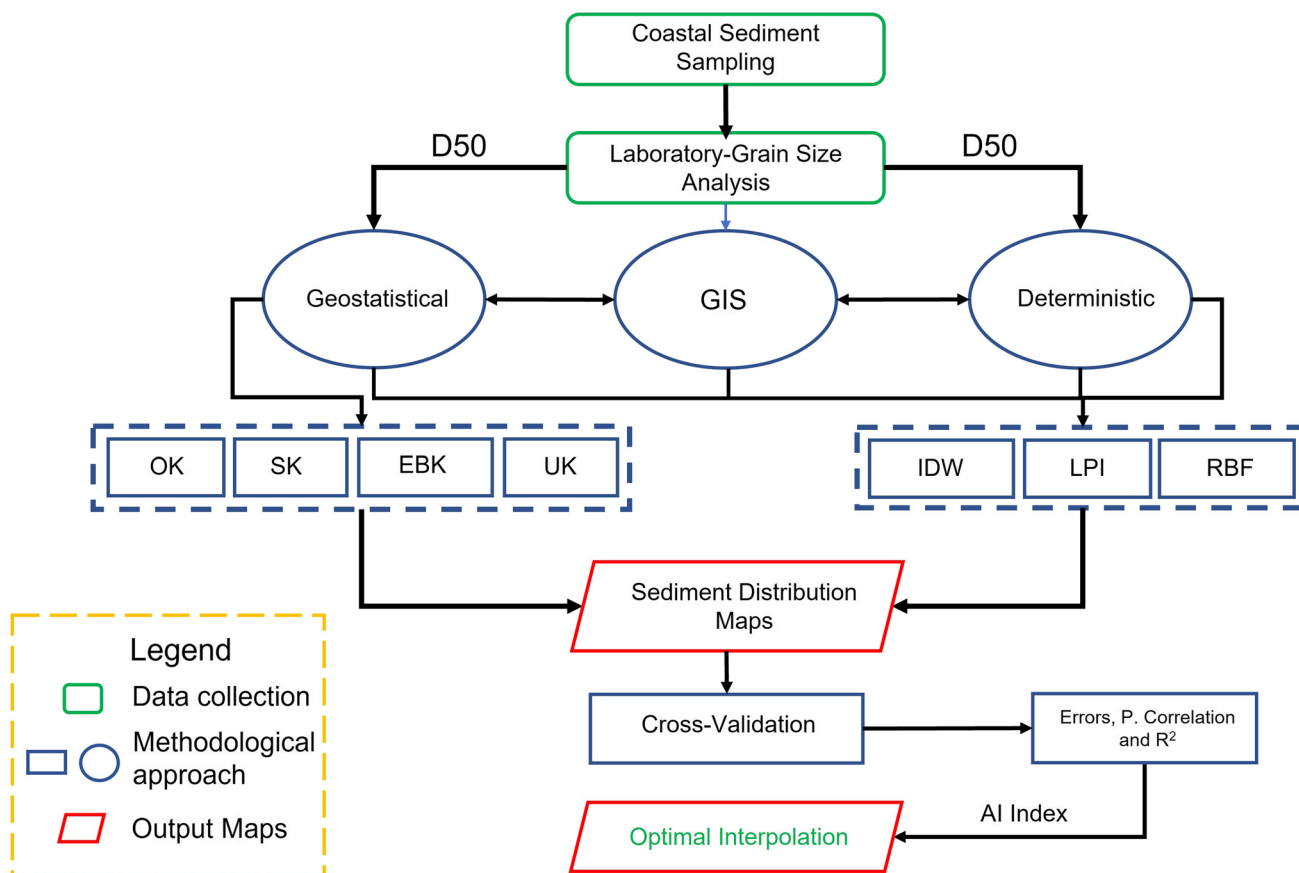 Coastal Sediment
Sampling
D50
Laboratory-Grain Size
Analysis
D50
Geostatistical
GIS
Deterministic
OK
SK
EBK
UK
IDW
LPI
RBF
Sediment Distribution
Maps
Legend
Data collection
Methodological
approach
Output Maps
Cross-Validation
Errors, P. Correlation
and R²
AI Index
Optimal Interpolation